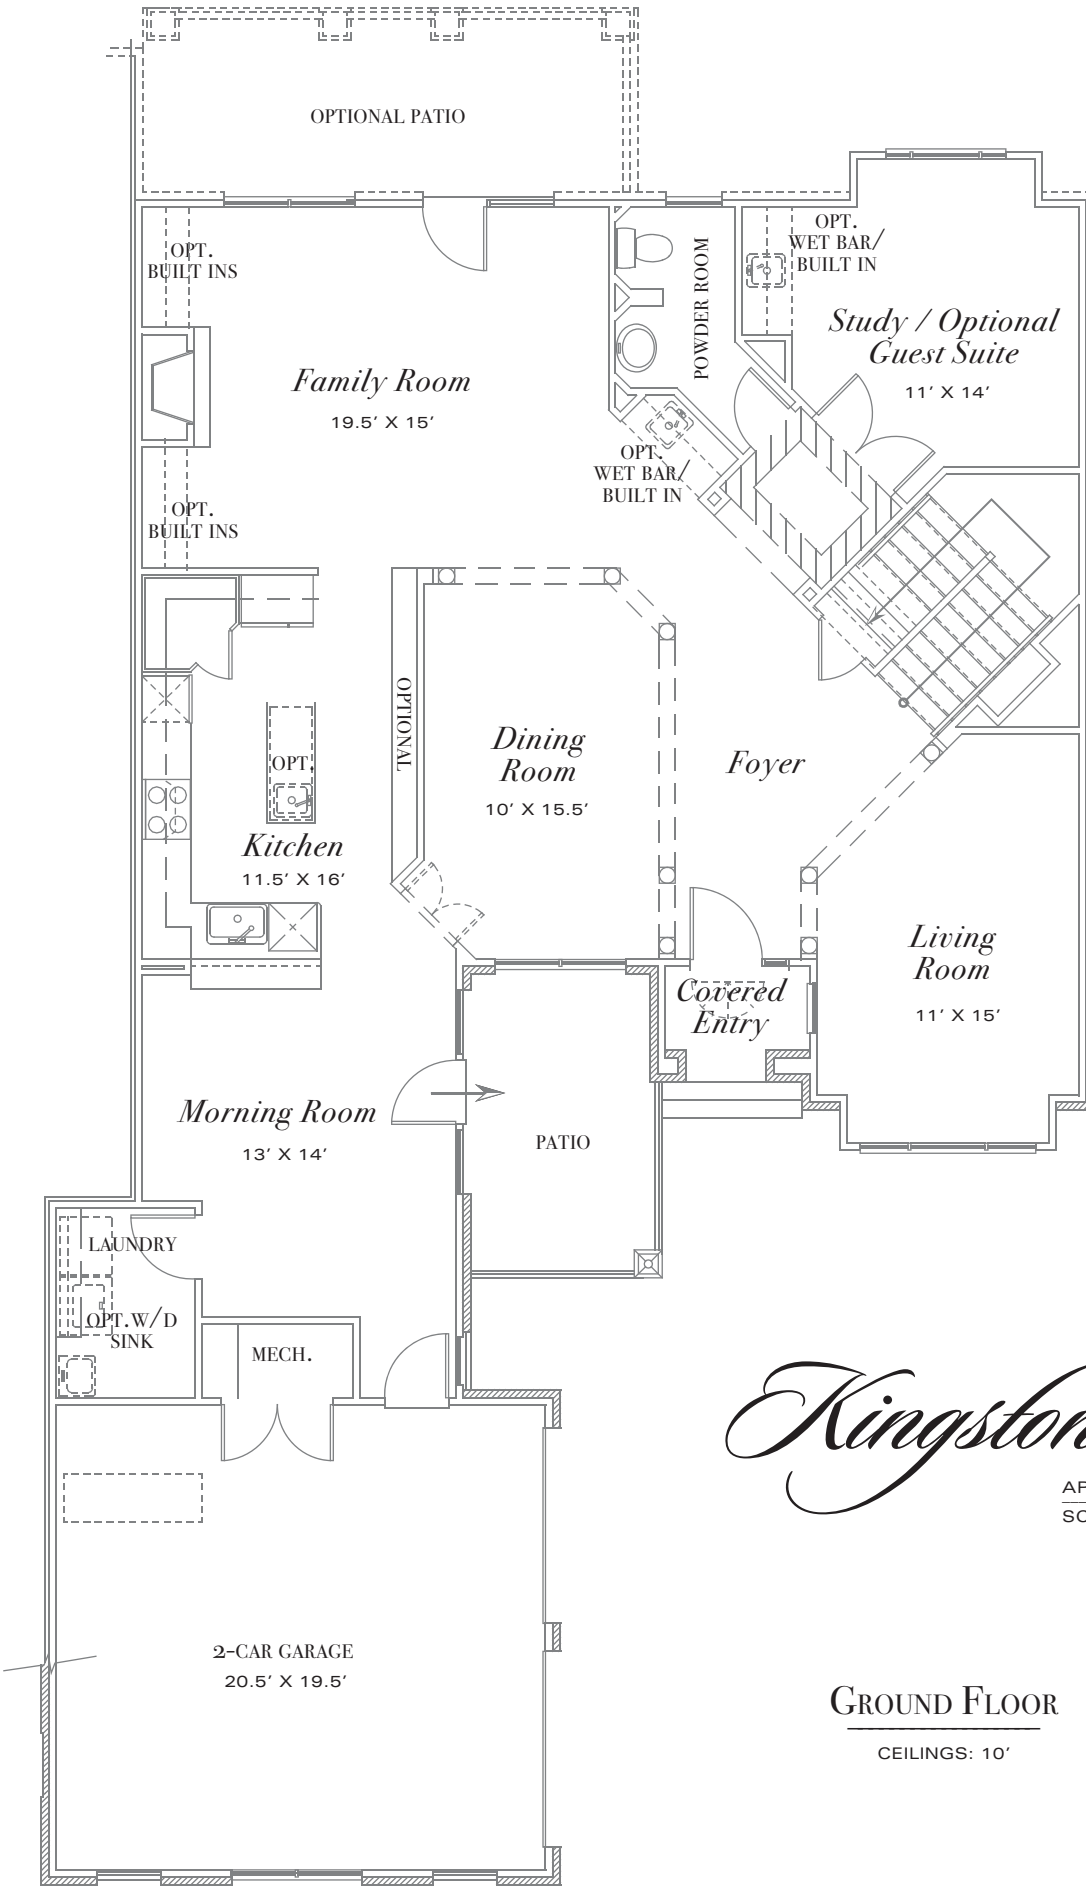 OPTIONAL PATIO
OPT.
BUILT INS
POWDER ROOM
OPT.
WET BAR/
BUILT IN
Study / Optional
Guest Suite
11' X 14'
Family Room
19.5' X 15'
OPT.
WET BAR/
BUILT IN
OPT.
BUILT INS
OPTIONAL
OPT.
Dining
Room
10' X 15.5'
Foyer
Kitchen
11.5' X 16'
Living
Room
11' X 15'
Covered
Entry
Morning Room
13' X 14'
PATIO
LAUNDRY
OPT.W/D
SINK
MECH.
Kingston
AP
SQ
2-CAR GARAGE
20.5' X 19.5'
GROUND FLOOR
CEILINGS: 10'